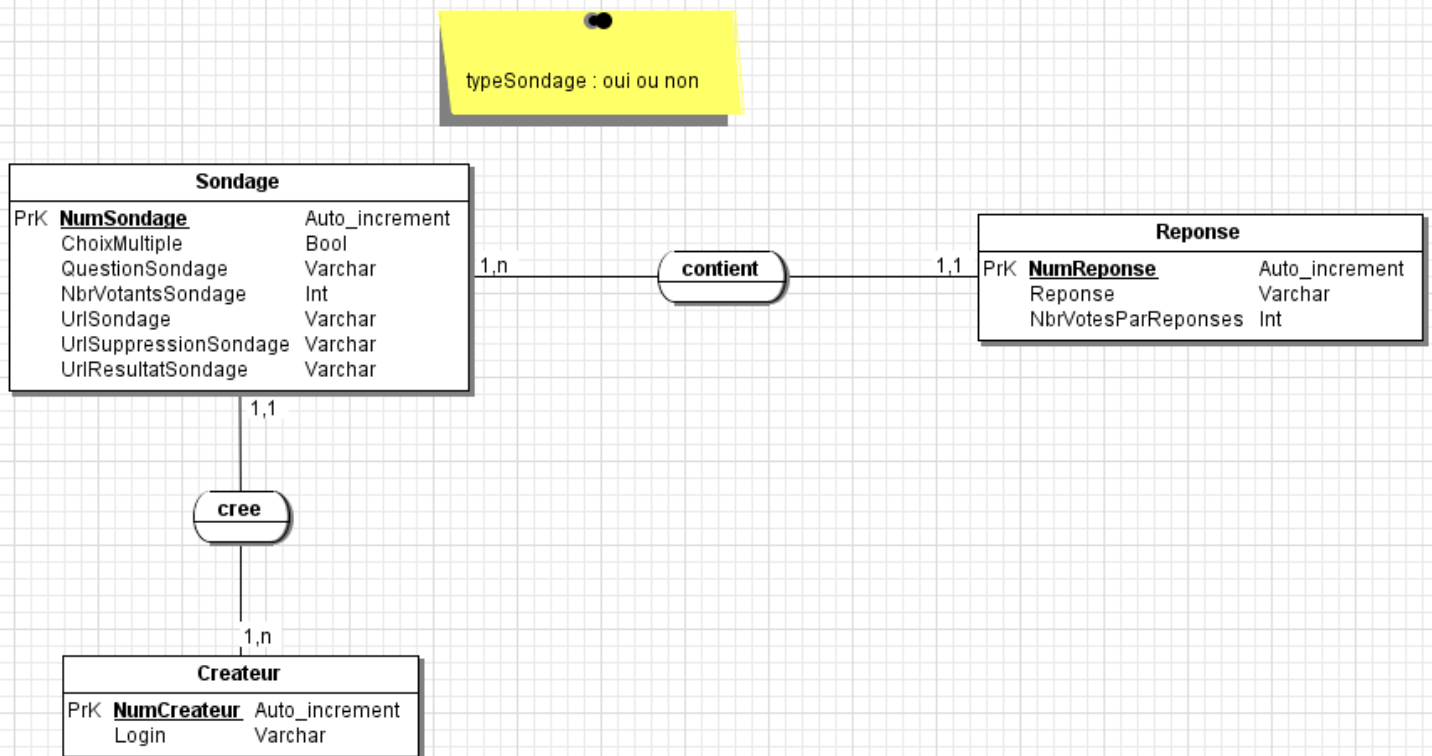 typeSondage : oui ou non
Sondage
PrK NumSondage Auto_increment
ChoixMultiple Bool
QuestionSondage Varchar
NbrVotantsSondage Int
UrlSondage Varchar
UrlSuppressionSondage Varchar
UrlResultatSondage Varchar
1,n
contient
1,1
Reponse
PrK NumReponse Auto_increment
Reponse Varchar
NbrVotesParReponses Int
1,1
cree
1,n
Createur
PrK NumCreateur Auto_increment
Login Varchar